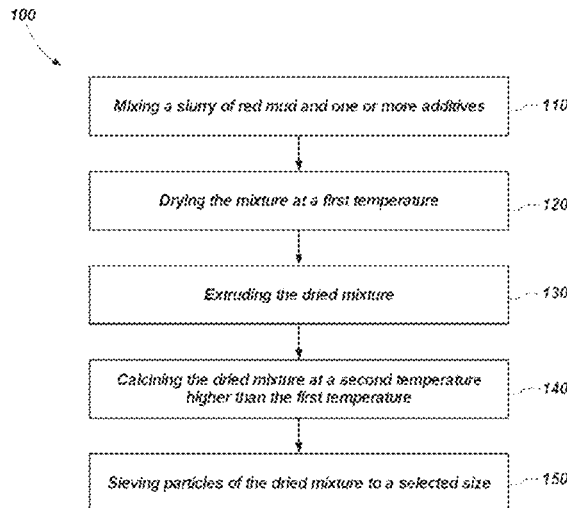 100
Mixing a slurry of red mud and one or more additives
110
Drying the mixture at a first temperature
120
Extruding the dried mixture
130
Calcining the dried mixture at a second temperature
higher than the first temperature
140
Sieving particles of the dried mixture to a selected size
150